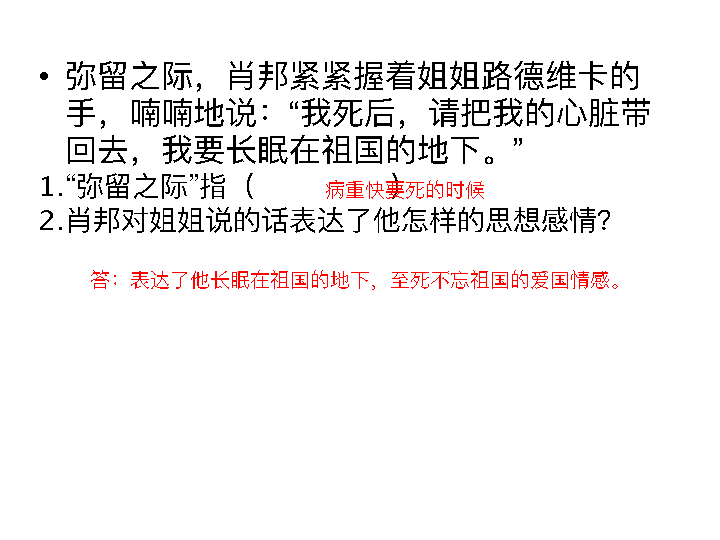 • 弥留之际，肖邦紧紧握着姐姐路德维卡的
手，喃喃地说：“我死后，请把我的心脏带
回去，我要长眠在祖国的地下。”
1.“弥留之际”指（ 病重快要死的时候 ）
2.肖邦对姐姐说的话表达了他怎样的思想感情？
答：表达了他长眠在祖国的地下，至死不忘祖国的爱国情感。